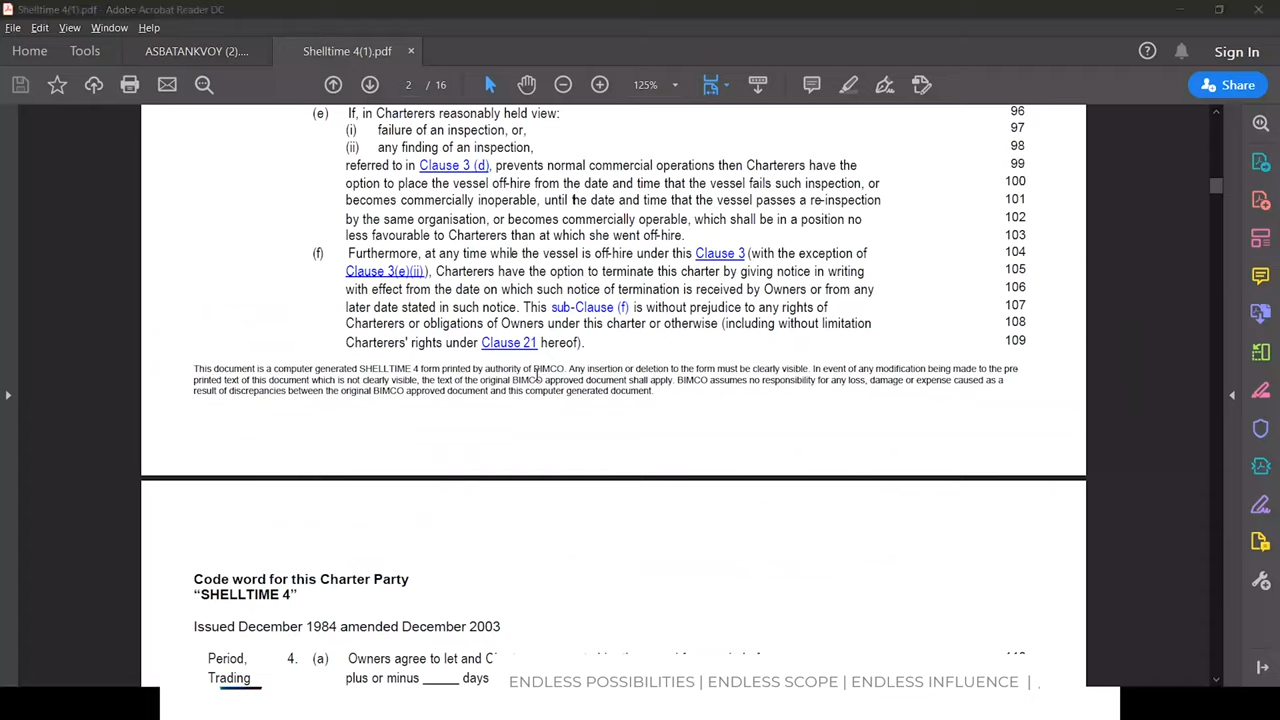 Shelltime 4(1).pdf - Adobe Acrobat Reader DC
File Edit View Window Help
Home Tools ASBATANKVOY (2).... Shelltime 4(1).pdf × Sign In
2 / 16 125% Share
(e) If, in Charterers reasonably held view: 96
(i) failure of an inspection, or, 97
(ii) any finding of an inspection, 98
referred to in Clause 3 (d), prevents normal commercial operations then Charterers have the 99
option to place the vessel off-hire from the date and time that the vessel fails such inspection, or 100
becomes commercially inoperable, until the date and time that the vessel passes a re-inspection 101
by the same organisation, or becomes commercially operable, which shall be in a position no 102
less favourable to Charterers than at which she went off-hire. 103
(f) Furthermore, at any time while the vessel is off-hire under this Clause 3 (with the exception of 104
Clause 3(e)(ii)), Charterers have the option to terminate this charter by giving notice in writing 105
with effect from the date on which such notice of termination is received by Owners or from any 106
later date stated in such notice. This sub-Clause (f) is without prejudice to any rights of 107
Charterers or obligations of Owners under this charter or otherwise (including without limitation 108
Charterers' rights under Clause 21 hereof). 109
This document is a computer generated SHELLTIME 4 form printed by authority of BIMCO. Any insertion or deletion to the form must be clearly visible. In event of any modification being made to the pre
printed text of this document which is not clearly visible, the text of the original BIMCO approved document shall apply. BIMCO assumes no responsibility for any loss, damage or expense caused as a
result of discrepancies between the original BIMCO approved document and this computer generated document.
Code word for this Charter Party
“SHELLTIME 4”
Issued December 1984 amended December 2003
Period, 4. (a) Owners agree to let and
Trading plus or minus _____ days
ENDLESS POSSIBILITIES | ENDLESS SCOPE | ENDLESS INFLUENCE |